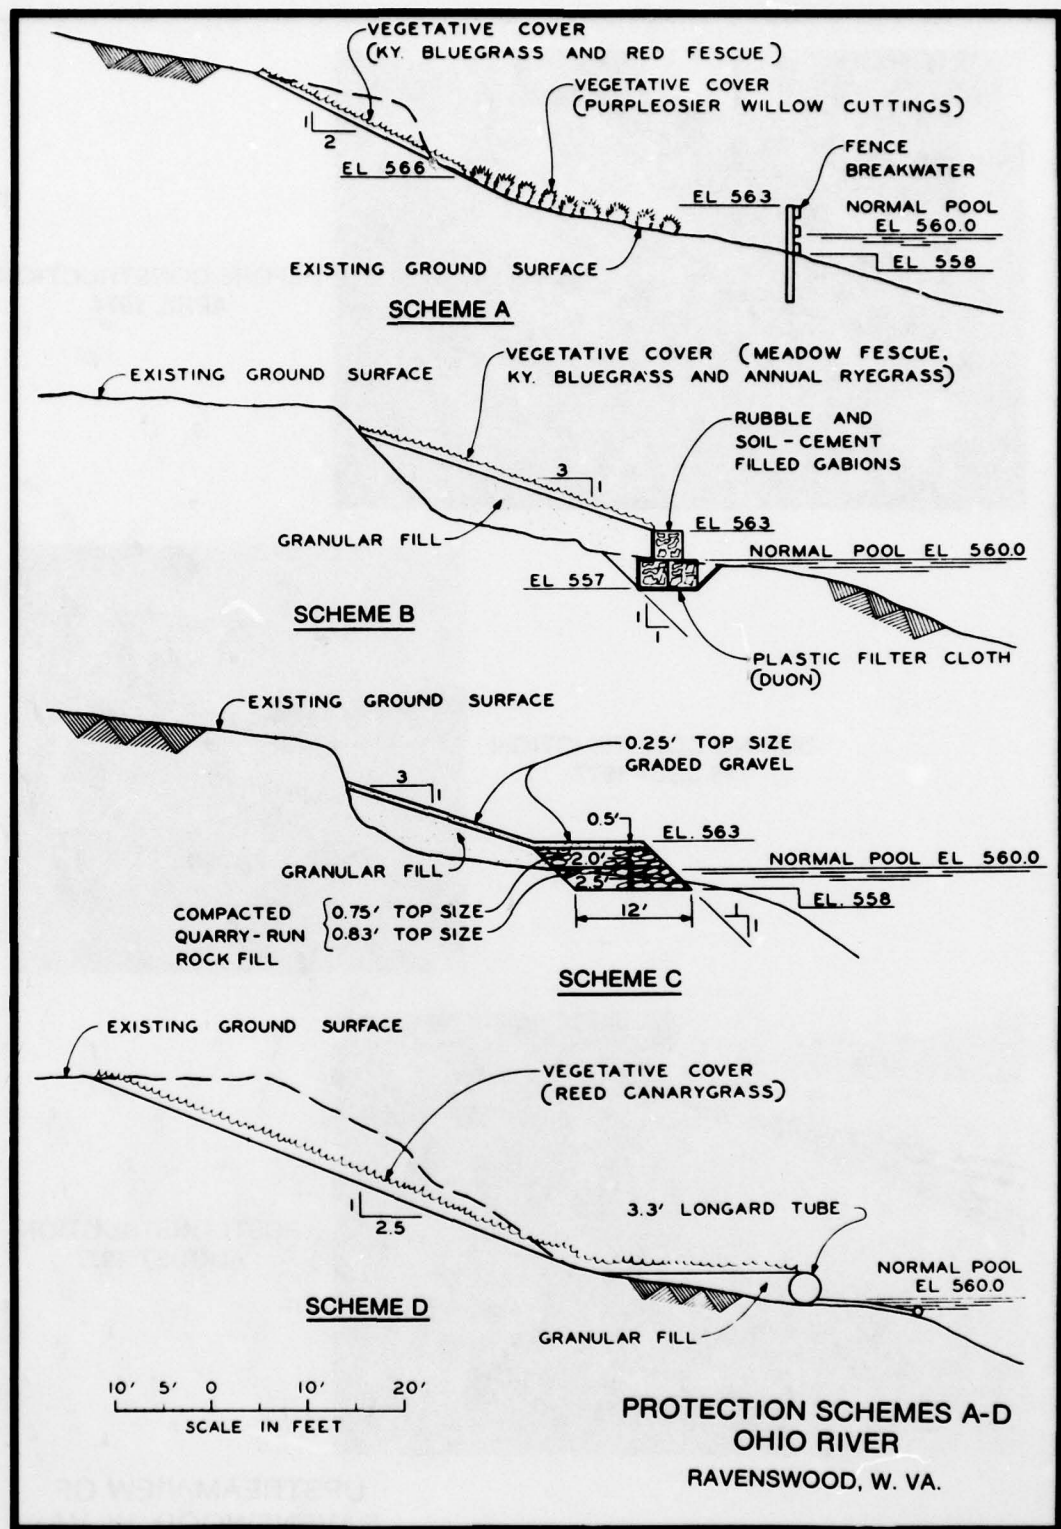 VEGETATIVE COVER
(KY. BLUEGRASS AND RED FESCUE)
VEGETATIVE COVER
(PURPLEOSIER WILLOW CUTTINGS)
1
2
FENCE
BREAKWATER
EL 566
EL 563
NORMAL POOL
EL 560.0
EL 558
EXISTING GROUND SURFACE
SCHEME A
VEGETATIVE COVER (MEADOW FESCUE,
KY. BLUEGRASS AND ANNUAL RYEGRASS)
EXISTING GROUND SURFACE
RUBBLE AND
SOIL-CEMENT
FILLED GABIONS
3
1
EL 563
GRANULAR FILL
NORMAL POOL EL 560.0
EL 557
SCHEME B
1
1
PLASTIC FILTER CLOTH
(DUON)
EXISTING GROUND SURFACE
0.25' TOP SIZE
GRADED GRAVEL
3
1
0.5'
EL. 563
2.0'
NORMAL POOL EL 560.0
GRANULAR FILL
2.5'
EL. 558
COMPACTED
QUARRY-RUN
ROCK FILL
0.75' TOP SIZE
0.83' TOP SIZE
12'
1
1
SCHEME C
EXISTING GROUND SURFACE
VEGETATIVE COVER
(REED CANARYGRASS)
1
2.5
3.3' LONGARD TUBE
NORMAL POOL
EL 560.0
SCHEME D
GRANULAR FILL
10' 5' 0 10' 20'
SCALE IN FEET
PROTECTION SCHEMES A-D
OHIO RIVER
RAVENSWOOD, W. VA.